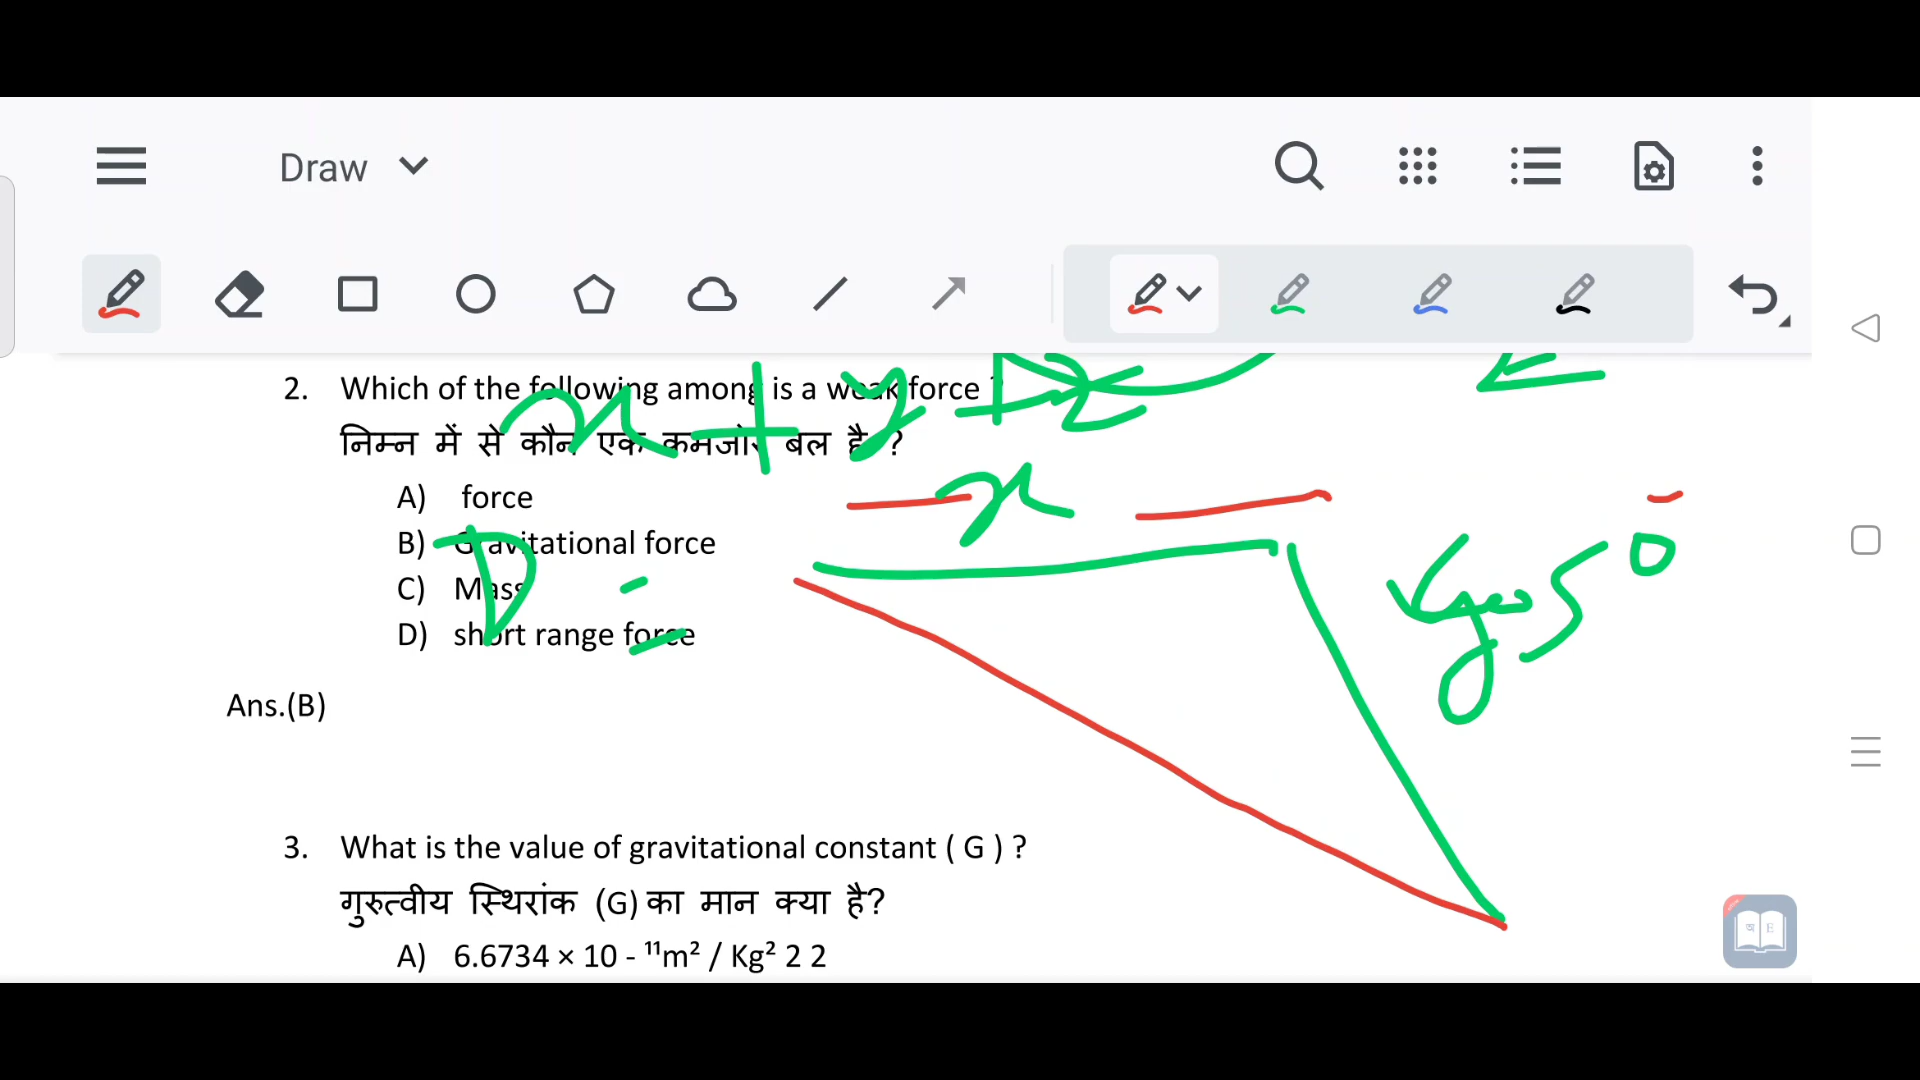 Draw
2. Which of the following among is a weak force ?
निम्न में से कौन एक कमजोर बल है ?
x + y
A) force
x
B) Gravitational force
C) Mass
D) short range force
D =
Ans.(B)
3. What is the value of gravitational constant ( G ) ?
गुरुत्वीय स्थिरांक (G) का मान क्या है?
A) 6.6734 × 10 - ¹¹m² / Kg² 2 2